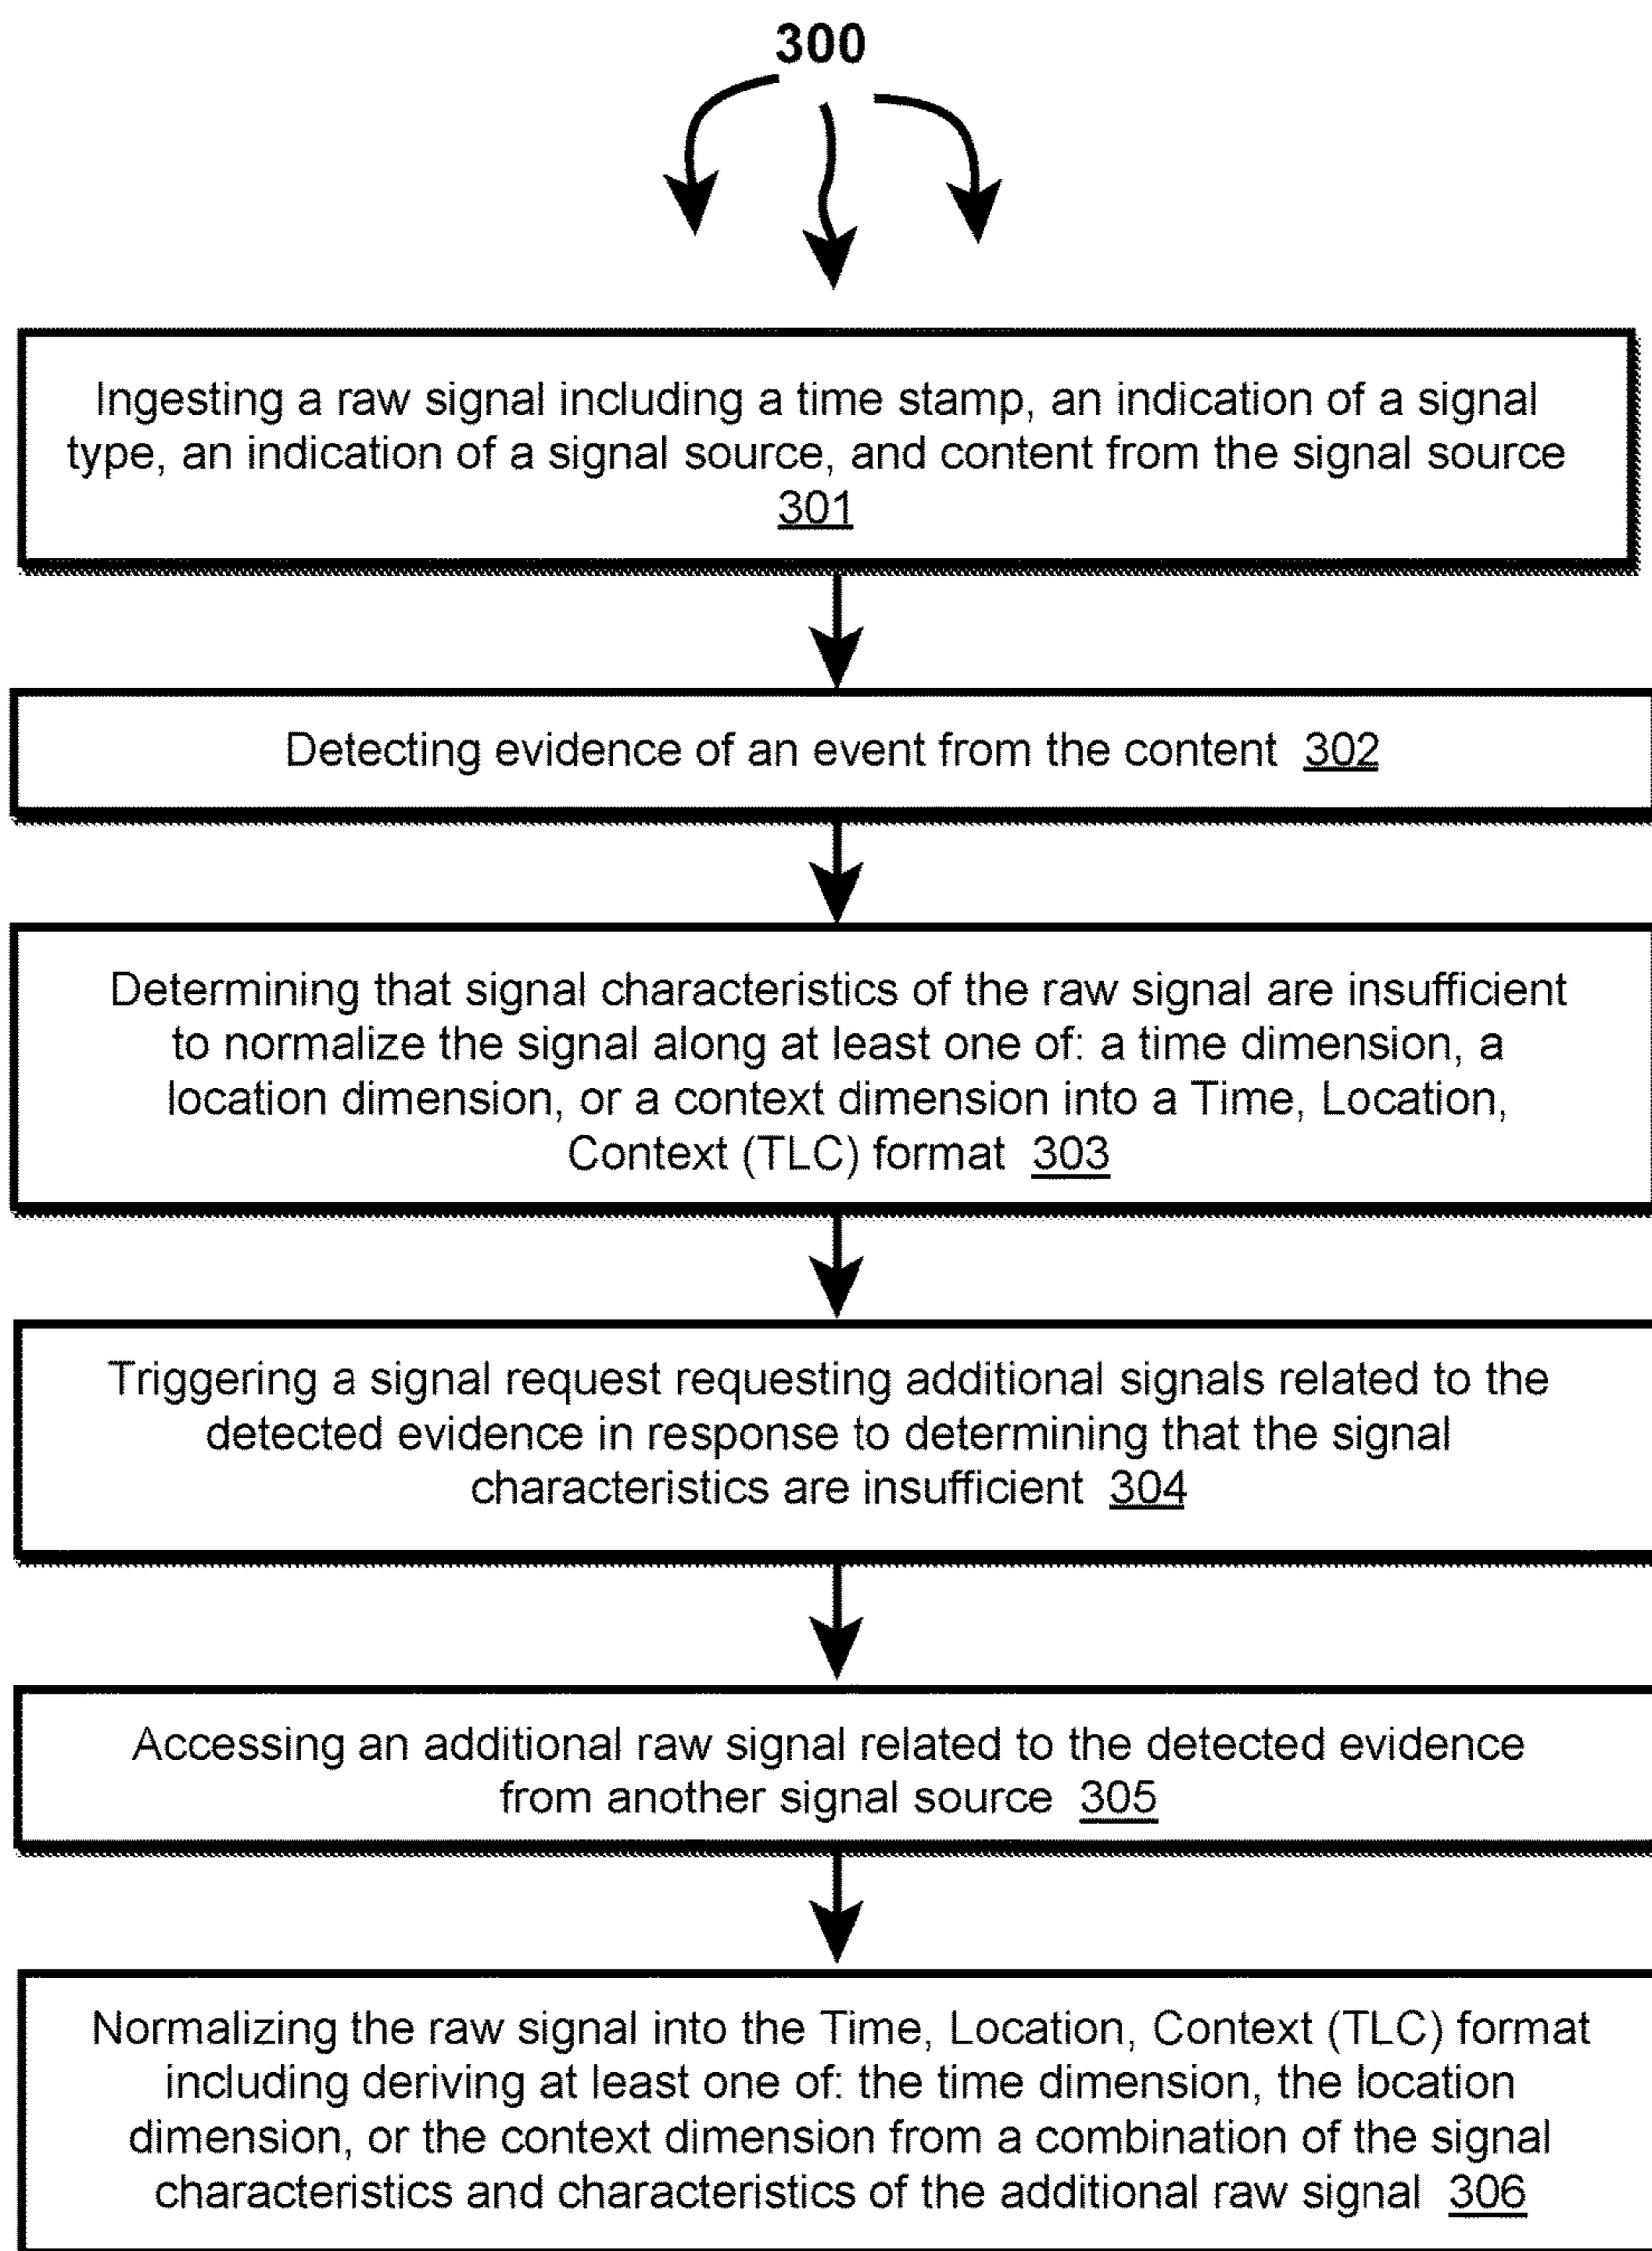 300
Ingesting a raw signal including a time stamp, an indication of a signal
type, an indication of a signal source, and content from the signal source
301
Detecting evidence of an event from the content 302
Determining that signal characteristics of the raw signal are insufficient
to normalize the signal along at least one of: a time dimension, a
location dimension, or a context dimension into a Time, Location,
Context (TLC) format 303
Triggering a signal request requesting additional signals related to the
detected evidence in response to determining that the signal
characteristics are insufficient 304
Accessing an additional raw signal related to the detected evidence
from another signal source 305
Normalizing the raw signal into the Time, Location, Context (TLC) format
including deriving at least one of: the time dimension, the location
dimension, or the context dimension from a combination of the signal
characteristics and characteristics of the additional raw signal 306